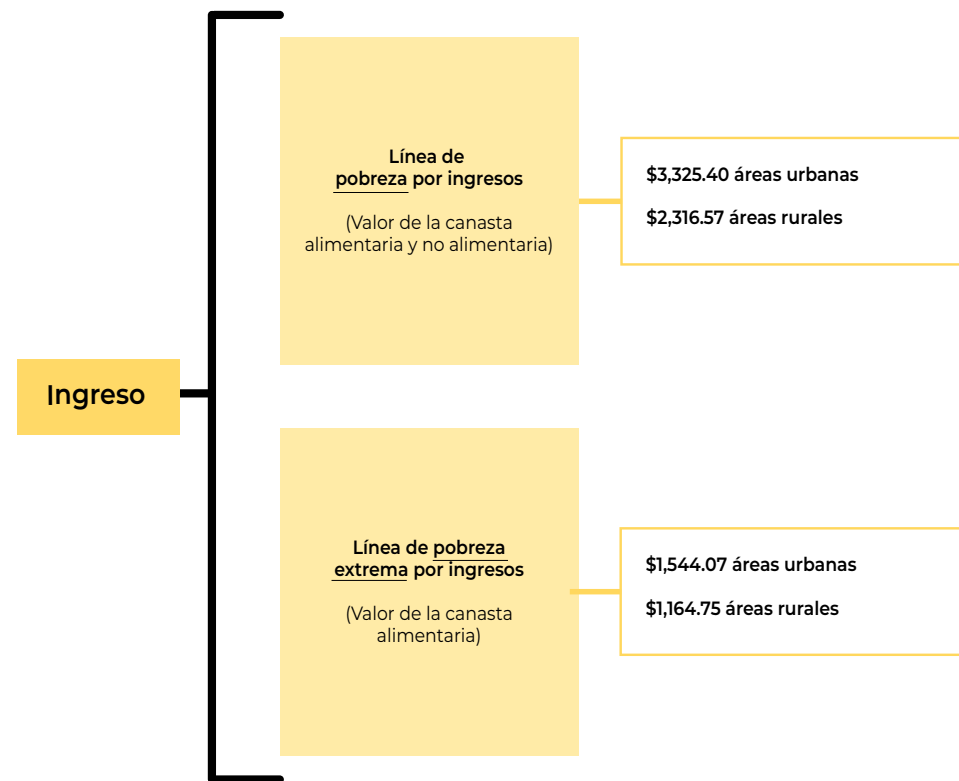 Ingreso
Línea de
pobreza por ingresos
(Valor de la canasta
alimentaria y no alimentaria)
$3,325.40 áreas urbanas
$2,316.57 áreas rurales
Línea de pobreza
extrema por ingresos
(Valor de la canasta
alimentaria)
$1,544.07 áreas urbanas
$1,164.75 áreas rurales